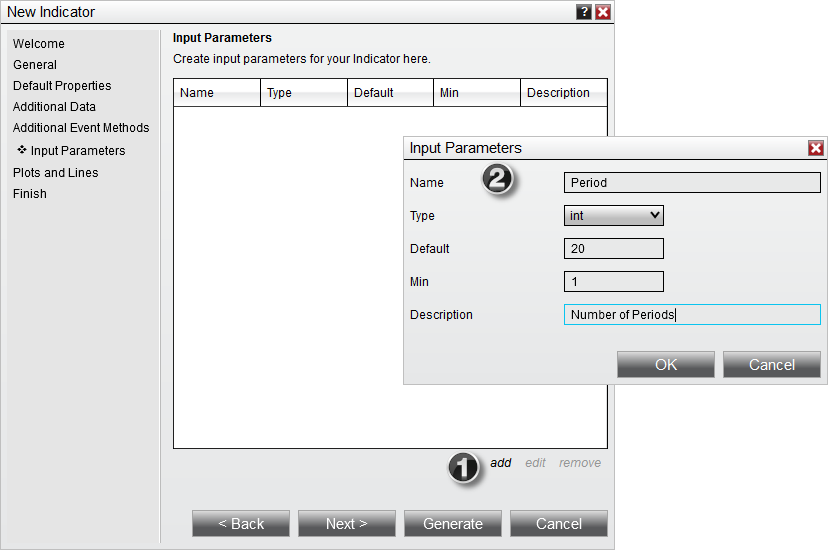 New Indicator
?
Welcome
General
Default Properties
Additional Data
Additional Event Methods
Input Parameters
Plots and Lines
Finish
Input Parameters
Create input parameters for your Indicator here.
Name Type Default Min Description
1 add edit remove
< Back Next > Generate Cancel
Input Parameters
2
Name Period
Type int
Default 20
Min 1
Description Number of Periods
OK Cancel